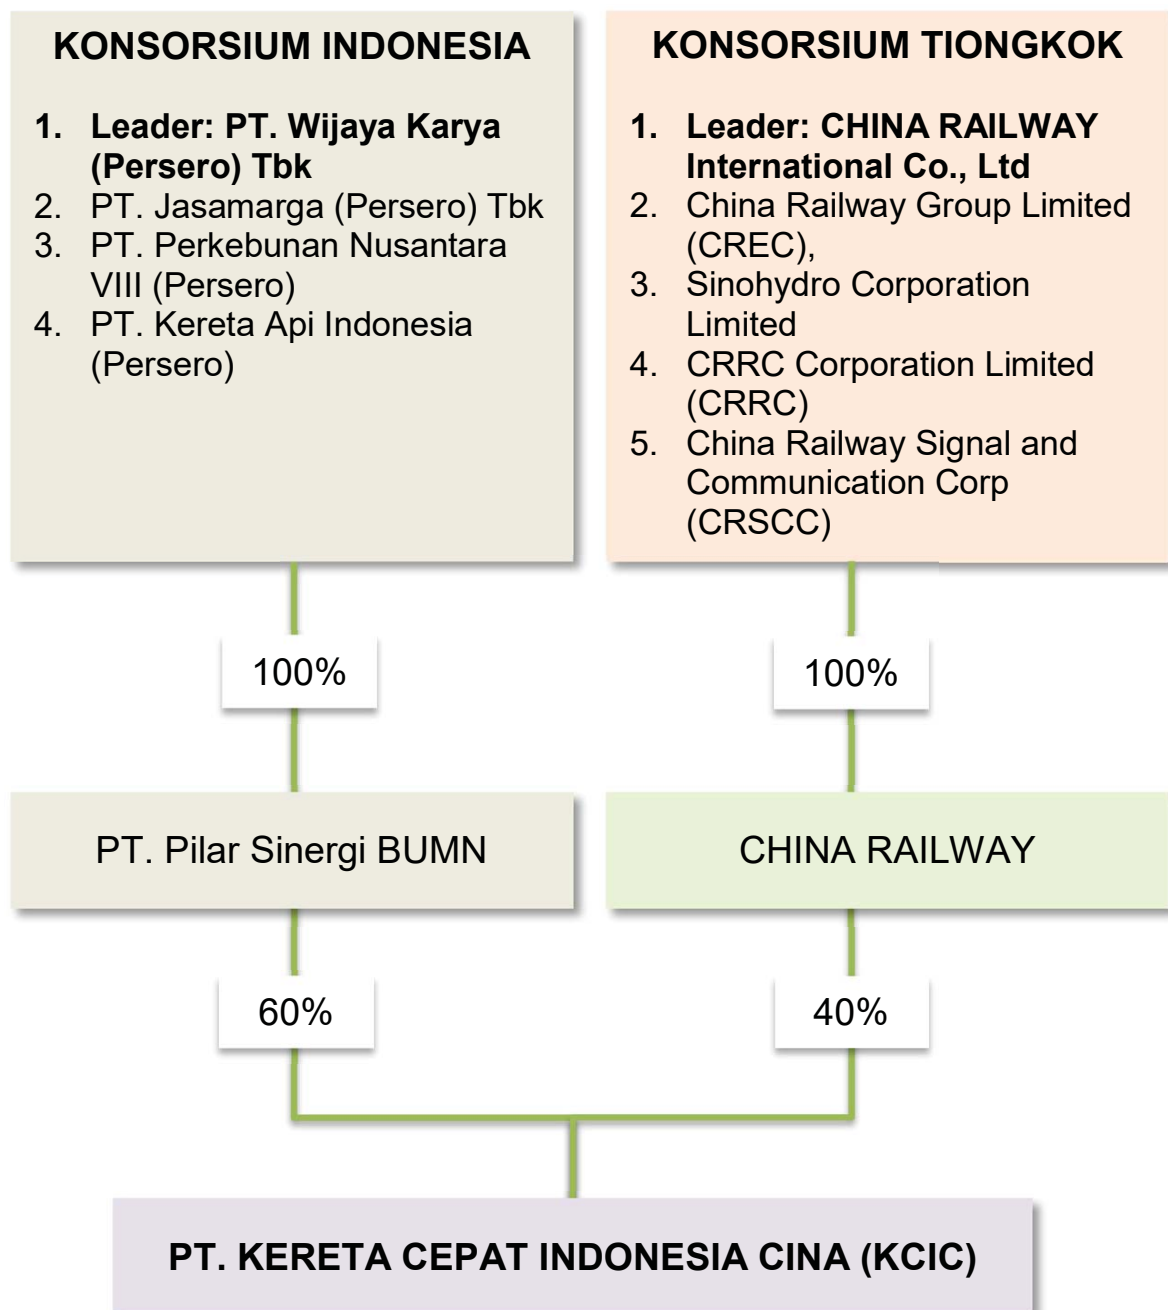 KONSORSIUM INDONESIA
1. Leader: PT. Wijaya Karya
(Persero) Tbk
2. PT. Jasamarga (Persero) Tbk
3. PT. Perkebunan Nusantara
VIII (Persero)
4. PT. Kereta Api Indonesia
(Persero)
KONSORSIUM TIONGKOK
1. Leader: CHINA RAILWAY
International Co., Ltd
2. China Railway Group Limited
(CREC),
3. Sinohydro Corporation
Limited
4. CRRC Corporation Limited
(CRRC)
5. China Railway Signal and
Communication Corp
(CRSCC)
100%
100%
PT. Pilar Sinergi BUMN
CHINA RAILWAY
60%
40%
PT. KERETA CEPAT INDONESIA CINA (KCIC)